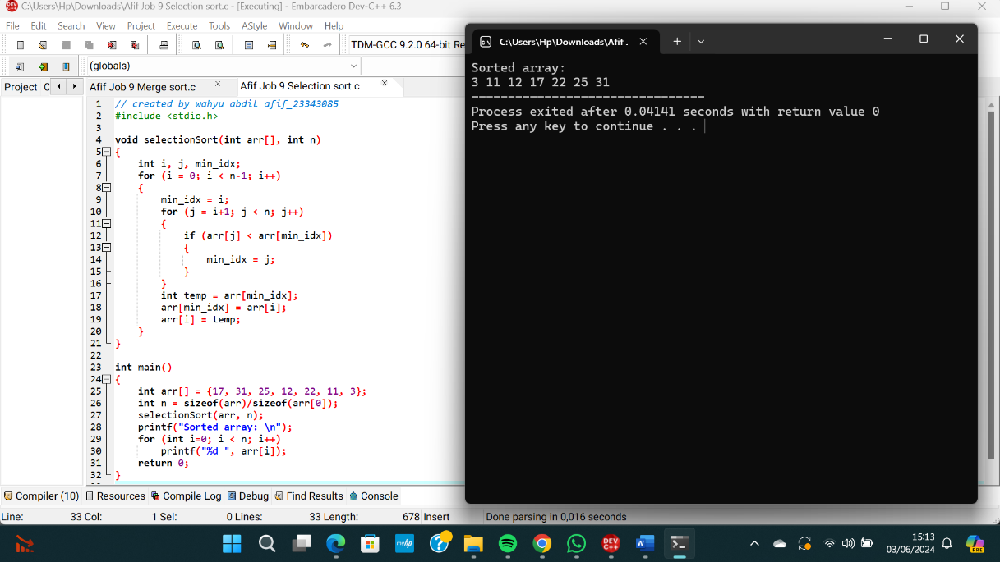 C:\Users\Hp\Downloads\Afif Job 9 Selection sort.c - [Executing] - Embarcadero Dev-C++ 6.3
File Edit Search View Project Execute Tools AStyle Window Help
TDM-GCC 9.2.0 64-bit Re
(globals)
Project C
Afif Job 9 Merge sort.c
Afif Job 9 Selection sort.c
1 // created by wahyu abdil afif_23343085
2 #include <stdio.h>
3
4 void selectionSort(int arr[], int n)
5 {
6 int i, j, min_idx;
7 for (i = 0; i < n-1; i++)
8 {
9 min_idx = i;
10 for (j = i+1; j < n; j++)
11 {
12 if (arr[j] < arr[min_idx])
13 {
14 min_idx = j;
15 }
16 }
17 int temp = arr[min_idx];
18 arr[min_idx] = arr[i];
19 arr[i] = temp;
20 }
21 }
22
23 int main()
24 {
25 int arr[] = {17, 31, 25, 12, 22, 11, 3};
26 int n = sizeof(arr)/sizeof(arr[0]);
27 selectionSort(arr, n);
28 printf("Sorted array: \n");
29 for (int i=0; i < n; i++)
30 printf("%d ", arr[i]);
31 return 0;
32 }
C:\Users\Hp\Downloads\Afif .
Sorted array:
3 11 12 17 22 25 31
--------------------------------
Process exited after 0.04141 seconds with return value 0
Press any key to continue . . .
Compiler (10) Resources Compile Log Debug Find Results Console
Line: 33 Col: 1 Sel: 0 Lines: 33 Length: 678 Insert Done parsing in 0,016 seconds
myhp
DEV C++
W
PRE
15:13
03/06/2024